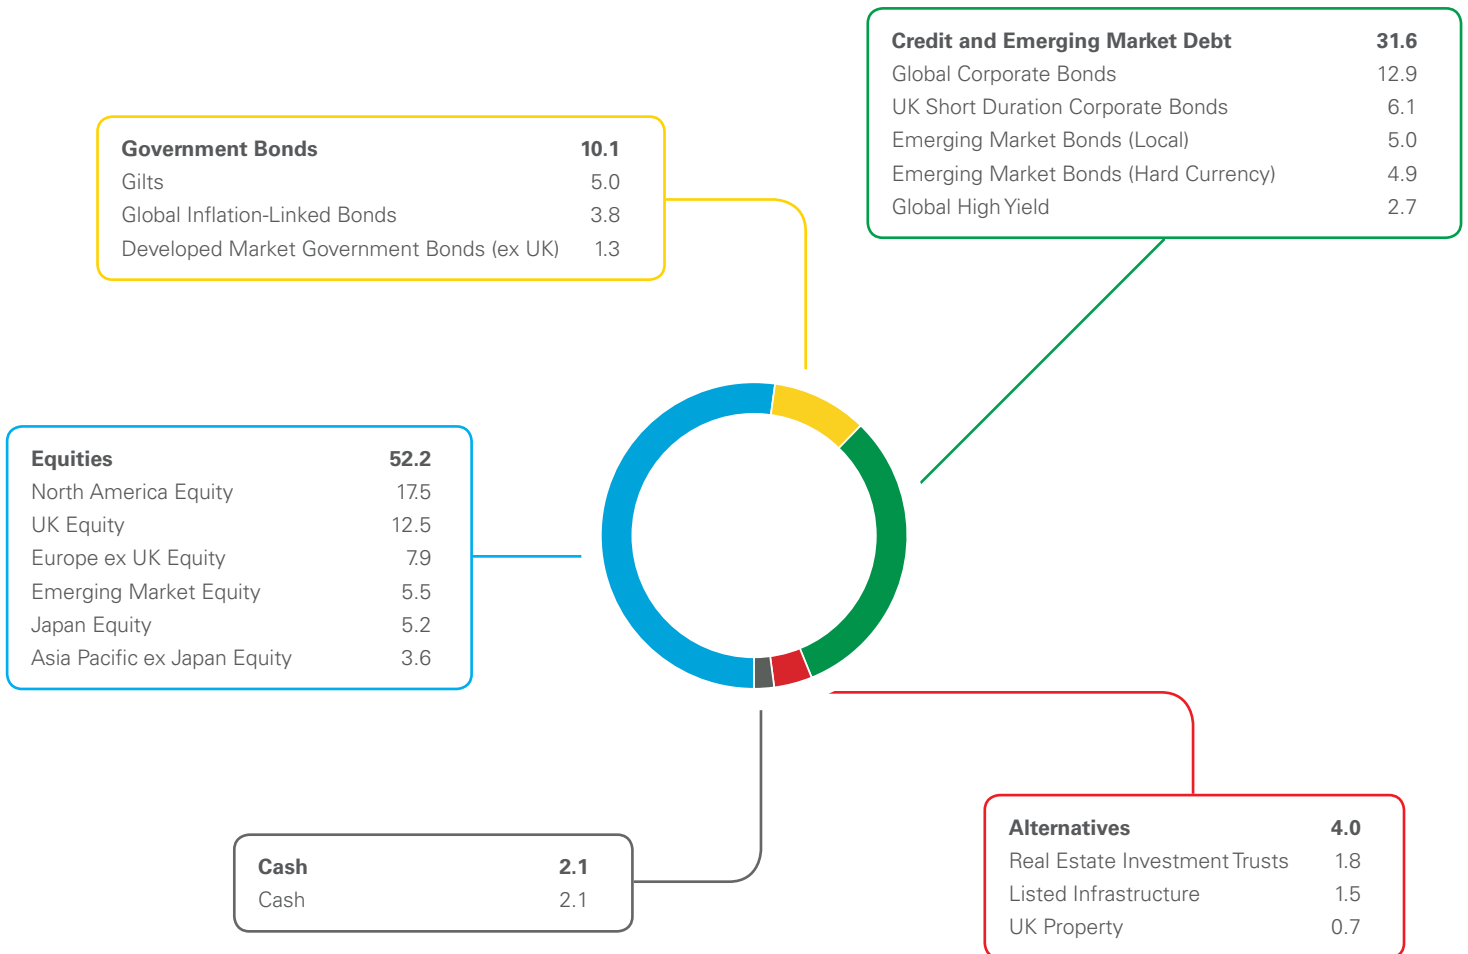 Credit and Emerging Market Debt 31.6
Global Corporate Bonds 12.9
UK Short Duration Corporate Bonds 6.1
Emerging Market Bonds (Local) 5.0
Emerging Market Bonds (Hard Currency) 4.9
Global High Yield 2.7
Government Bonds 10.1
Gilts 5.0
Global Inflation-Linked Bonds 3.8
Developed Market Government Bonds (ex UK) 1.3
Equities 52.2
North America Equity 17.5
UK Equity 12.5
Europe ex UK Equity 7.9
Emerging Market Equity 5.5
Japan Equity 5.2
Asia Pacific ex Japan Equity 3.6
Cash 2.1
Cash 2.1
Alternatives 4.0
Real Estate Investment Trusts 1.8
Listed Infrastructure 1.5
UK Property 0.7